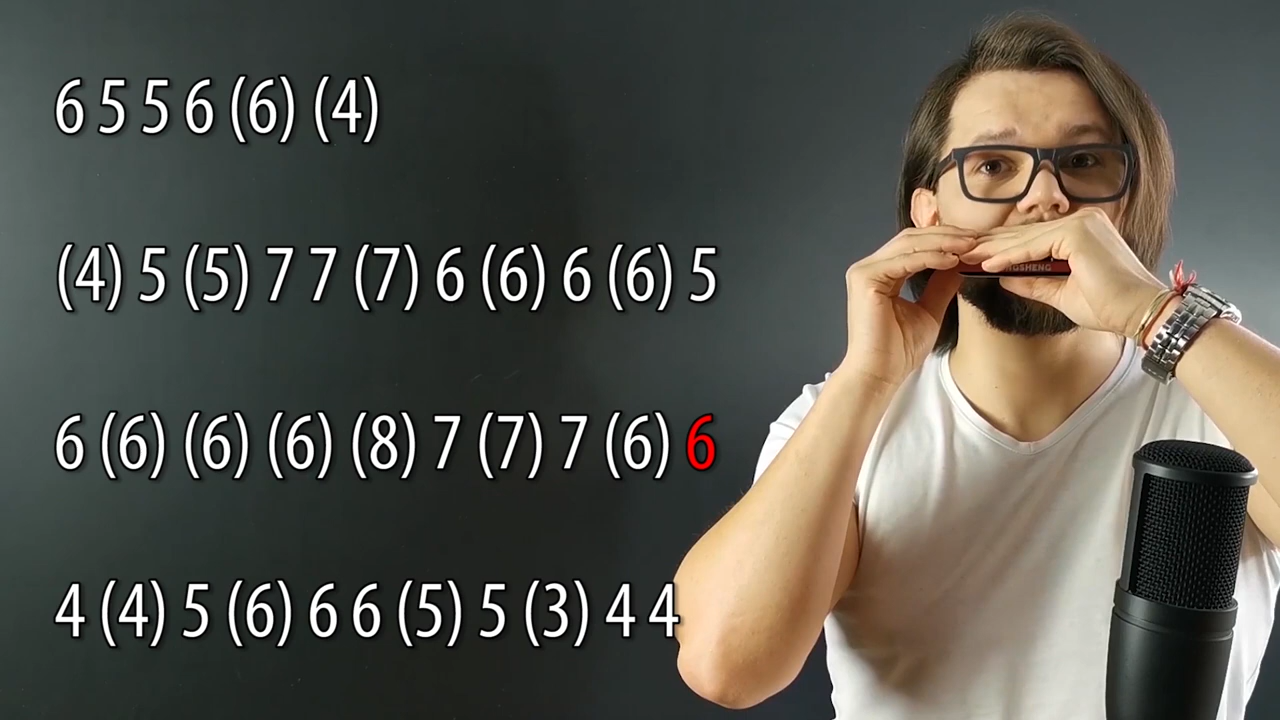 6 5 5 6 (6) (4)
(4) 5 (5) 7 7 (7) 6 (6) 6 (6) 5
6 (6) (6) (6) (8) 7 (7) 7 (6) 6
4 (4) 5 (6) 6 6 (5) 5 (3) 4 4